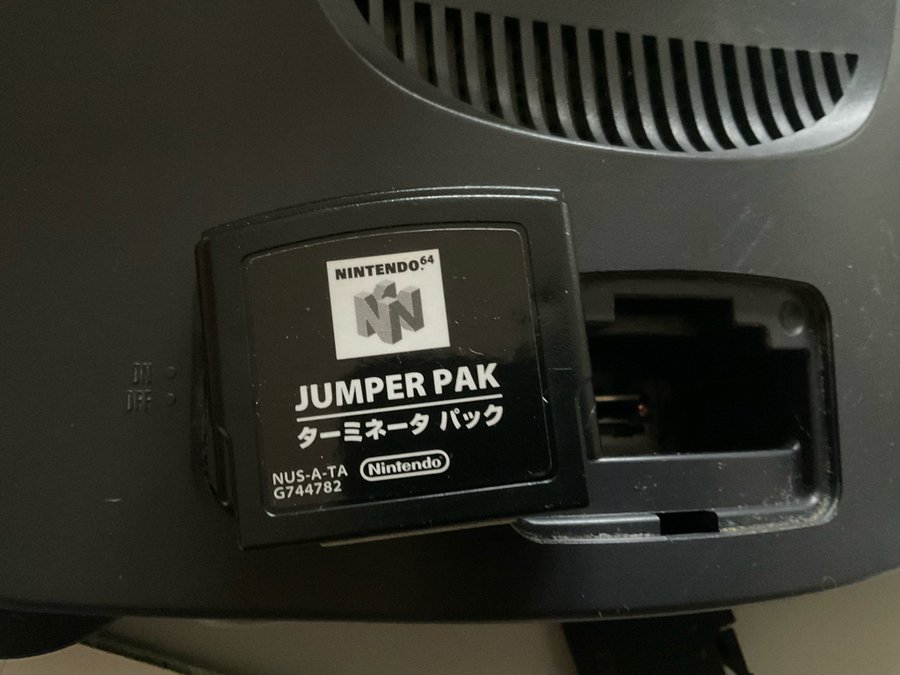 NINTENDO64
JUMPER PAK
ターミネータ パック
NUS-A-TA
G744782
Nintendo
ON
OFF